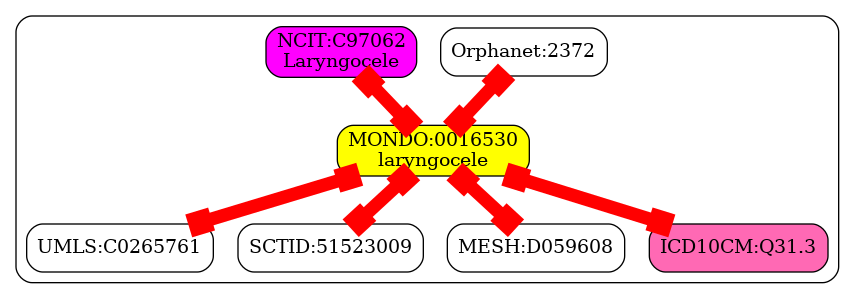 NCIT:C97062
Laryngocele
Orphanet:2372
MONDO:0016530
laryngocele
UMLS:C0265761
SCTID:51523009
MESH:D059608
ICD10CM:Q31.3